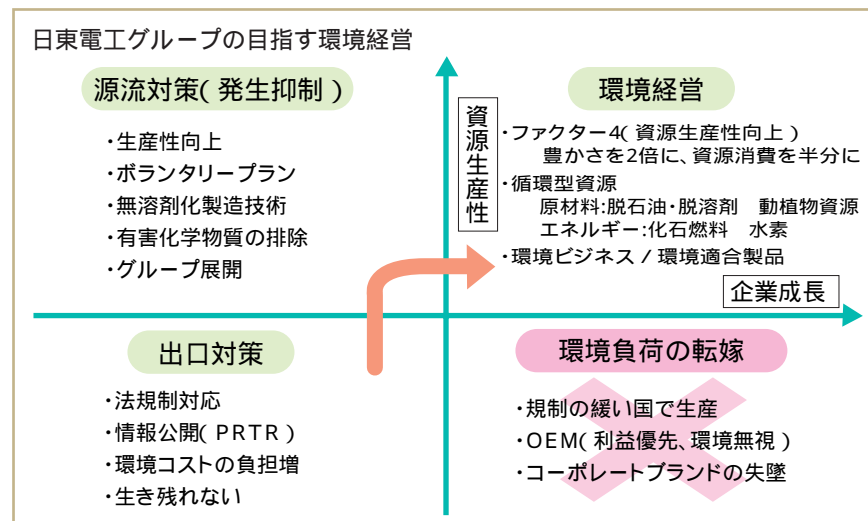 日東電工グループの目指す環境経営
源流対策(発生抑制)
・生産性向上
・ボランタリープラン
・無溶剤化製造技術
・有害化学物質の排除
・グループ展開
資源生産性
環境経営
・ファクター4(資源生産性向上)
豊かさを2倍に、資源消費を半分に
・循環型資源
原材料:脱石油・脱溶剤　動植物資源
エネルギー:化石燃料　水素
・環境ビジネス/環境適合製品
企業成長
出口対策
・法規制対応
・情報公開(PRTR)
・環境コストの負担増
・生き残れない
環境負荷の転嫁
・規制の緩い国で生産
・OEM(利益優先、環境無視)
・コーポレートブランドの失墜